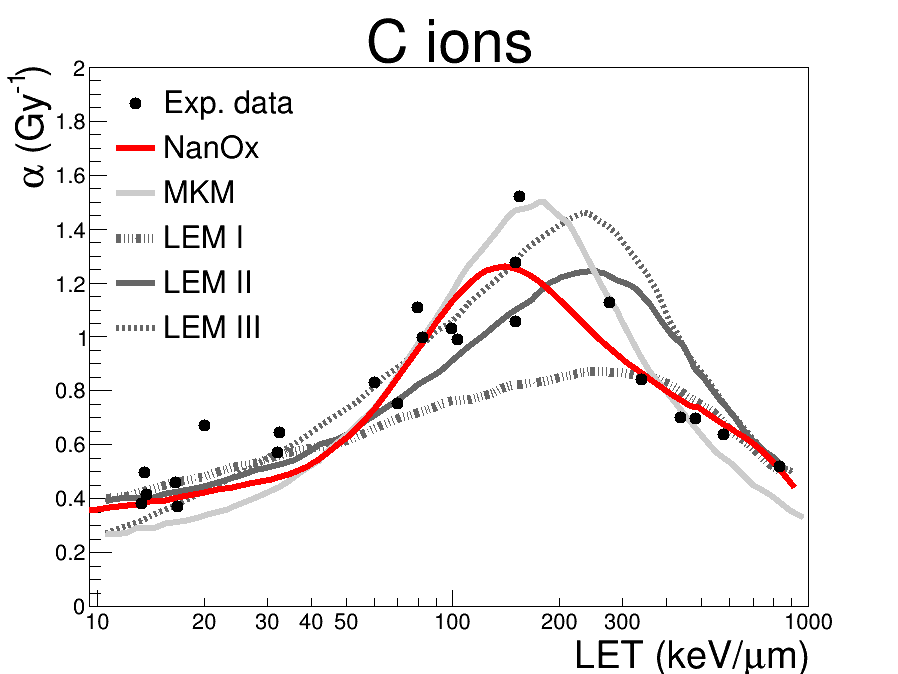 C ions
α (Gy⁻¹)
2
1.8
1.6
1.4
1.2
1
0.8
0.6
0.4
0.2
0
Exp. data
NanOx
MKM
LEM I
LEM II
LEM III
10 20 30 40 50 100 200 300 1000
LET (keV/μm)